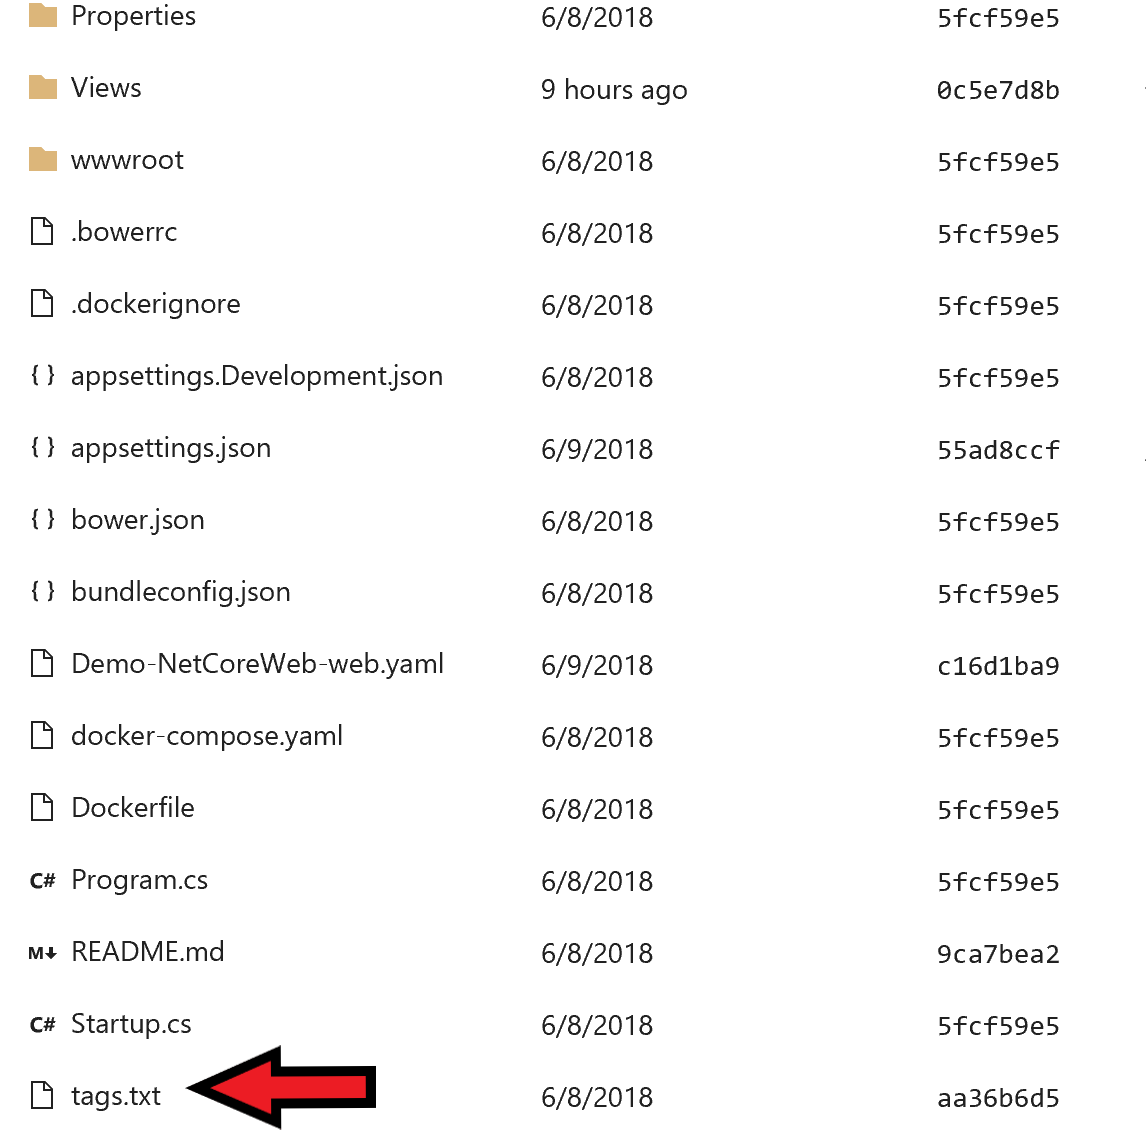 Properties 6/8/2018 5fcf59e5
Views 9 hours ago 0c5e7d8b
wwwroot 6/8/2018 5fcf59e5
.bowerrc 6/8/2018 5fcf59e5
.dockerignore 6/8/2018 5fcf59e5
{ } appsettings.Development.json 6/8/2018 5fcf59e5
{ } appsettings.json 6/9/2018 55ad8ccf
{ } bower.json 6/8/2018 5fcf59e5
{ } bundleconfig.json 6/8/2018 5fcf59e5
Demo-NetCoreWeb-web.yaml 6/9/2018 c16d1ba9
docker-compose.yaml 6/8/2018 5fcf59e5
Dockerfile 6/8/2018 5fcf59e5
C# Program.cs 6/8/2018 5fcf59e5
M↓ README.md 6/8/2018 9ca7bea2
C# Startup.cs 6/8/2018 5fcf59e5
tags.txt 6/8/2018 aa36b6d5